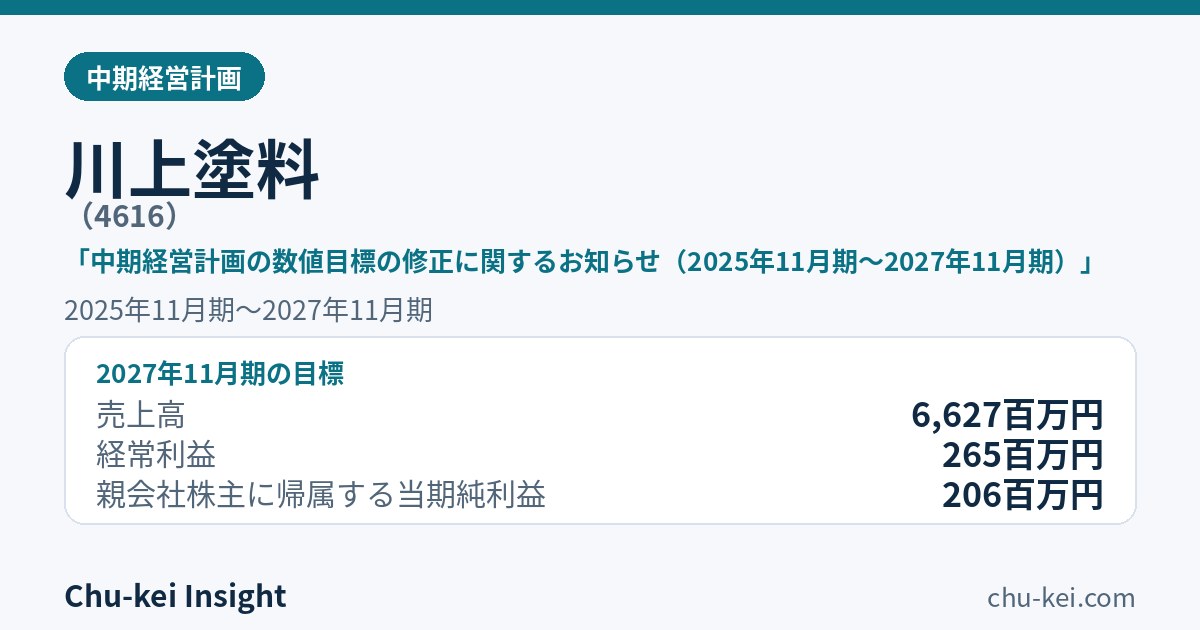 中期経営計画
川上塗料
（4616）
「中期経営計画の数値目標の修正に関するお知らせ（2025年11月期～2027年11月期）」
2025年11月期～2027年11月期
2027年11月期の目標
売上高 6,627百万円
経常利益 265百万円
親会社株主に帰属する当期純利益 206百万円
Chu-kei Insight chu-kei.com